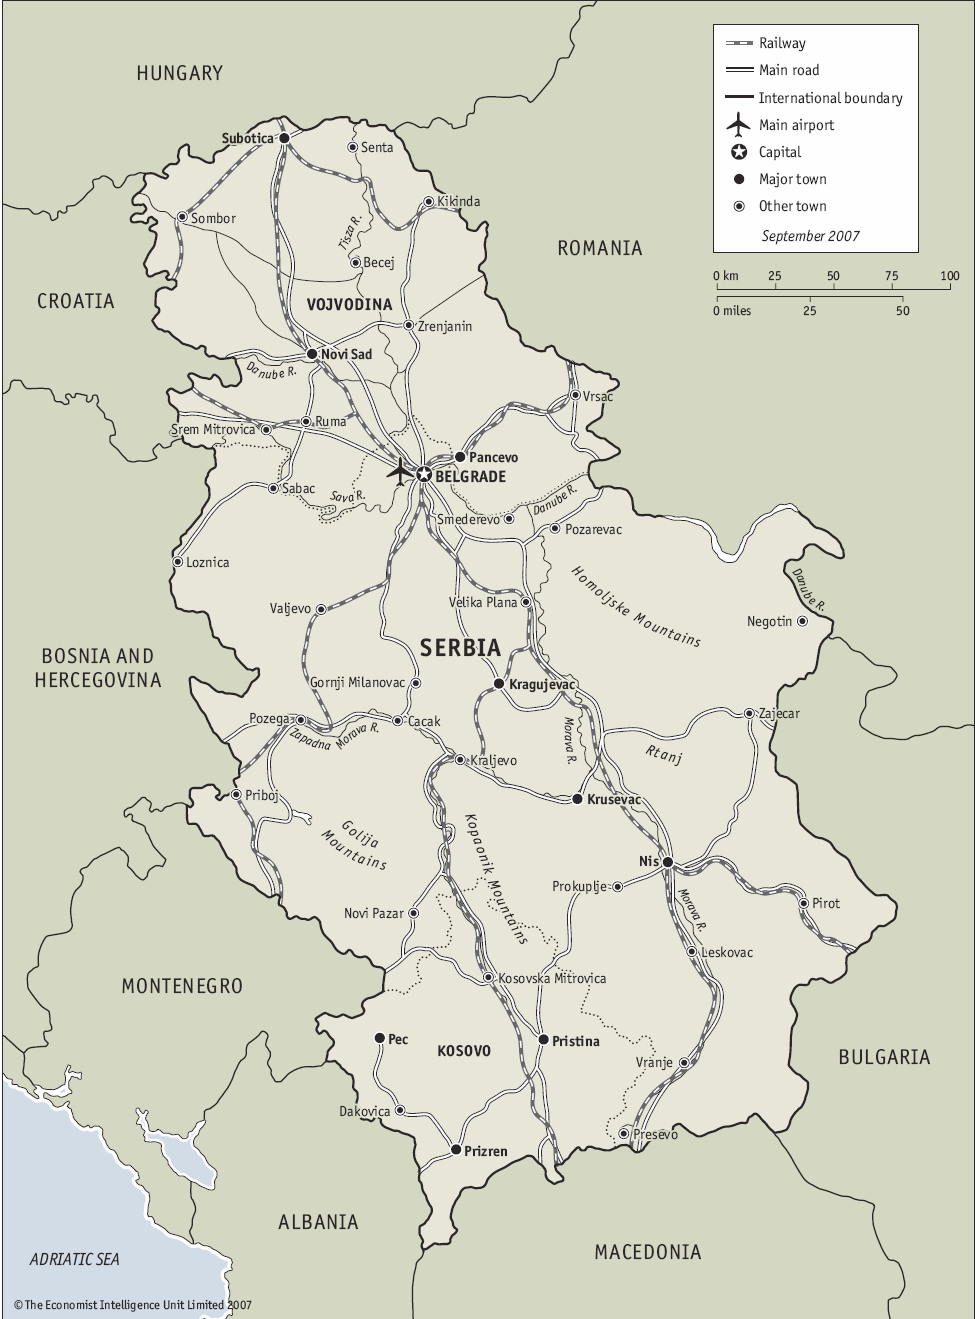 HUNGARY
Railway
Main road
International boundary
Main airport
Capital
Major town
Other town
September 2007
Subotica
Senta
Kikinda
Sombor
Tisza R.
ROMANIA
Becej
0 km 25 50 75 100
0 miles 25 50
CROATIA
VOJVODINA
Zrenjanin
Novi Sad
Danube R.
Vrsac
Ruma
Srem Mitrovica
Pancevo
BELGRADE
Sabac
Sava R.
Danube R.
Smederevo
Pozarevac
Loznica
Homoljske Mountains
Danube R.
Valjevo
Velika Plana
Negotin
SERBIA
BOSNIA AND
HERCEGOVINA
Gornji Milanovac
Kragujevac
Pozega
Cacak
Zajecar
Zapadna Morava R.
Morava R.
Rtanj
Kraljevo
Priboj
Krusevac
Golija
Mountains
Kopaonik Mountains
Nis
Prokuplje
Pirot
Morava R.
Novi Pazar
Leskovac
Kosovska Mitrovica
MONTENEGRO
Pec
KOSOVO
Pristina
Vranje
BULGARIA
Dakovica
Presevo
Prizren
ALBANIA
MACEDONIA
ADRIATIC SEA
© The Economist Intelligence Unit Limited 2007